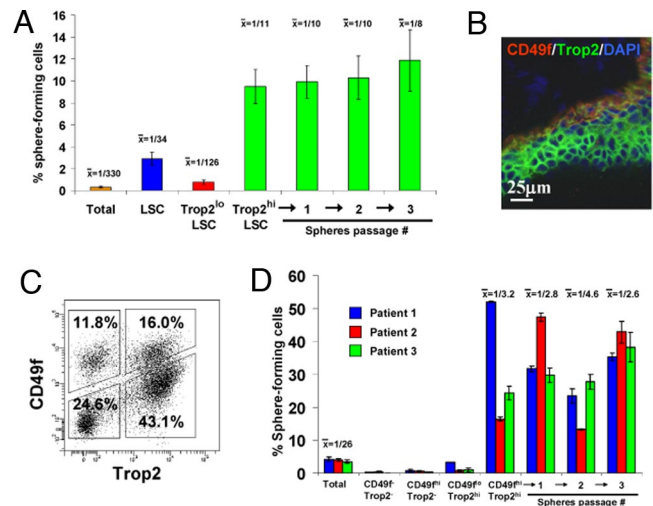 A
% sphere-forming cells
16
14
12
10
8
6
4
2
0
x̅=1/330
x̅=1/34
x̅=1/126
x̅=1/11
x̅=1/10
x̅=1/10
x̅=1/8
Total
LSC
Trop2lo LSC
Trop2hi LSC
→ 1 → 2 → 3
Spheres passage #
B
CD49f/Trop2/DAPI
25µm
C
CD49f
11.8%
16.0%
24.6%
43.1%
Trop2
D
% Sphere-forming cells
60
50
40
30
20
10
0
Patient 1
Patient 2
Patient 3
x̅=1/26
x̅=1/3.2
x̅=1/2.8
x̅=1/4.6
x̅=1/2.6
Total
CD49f- Trop2-
CD49fhi Trop2-
CD49flo Trop2hi
CD49fhi Trop2hi
→ 1 → 2 → 3
Spheres passage #